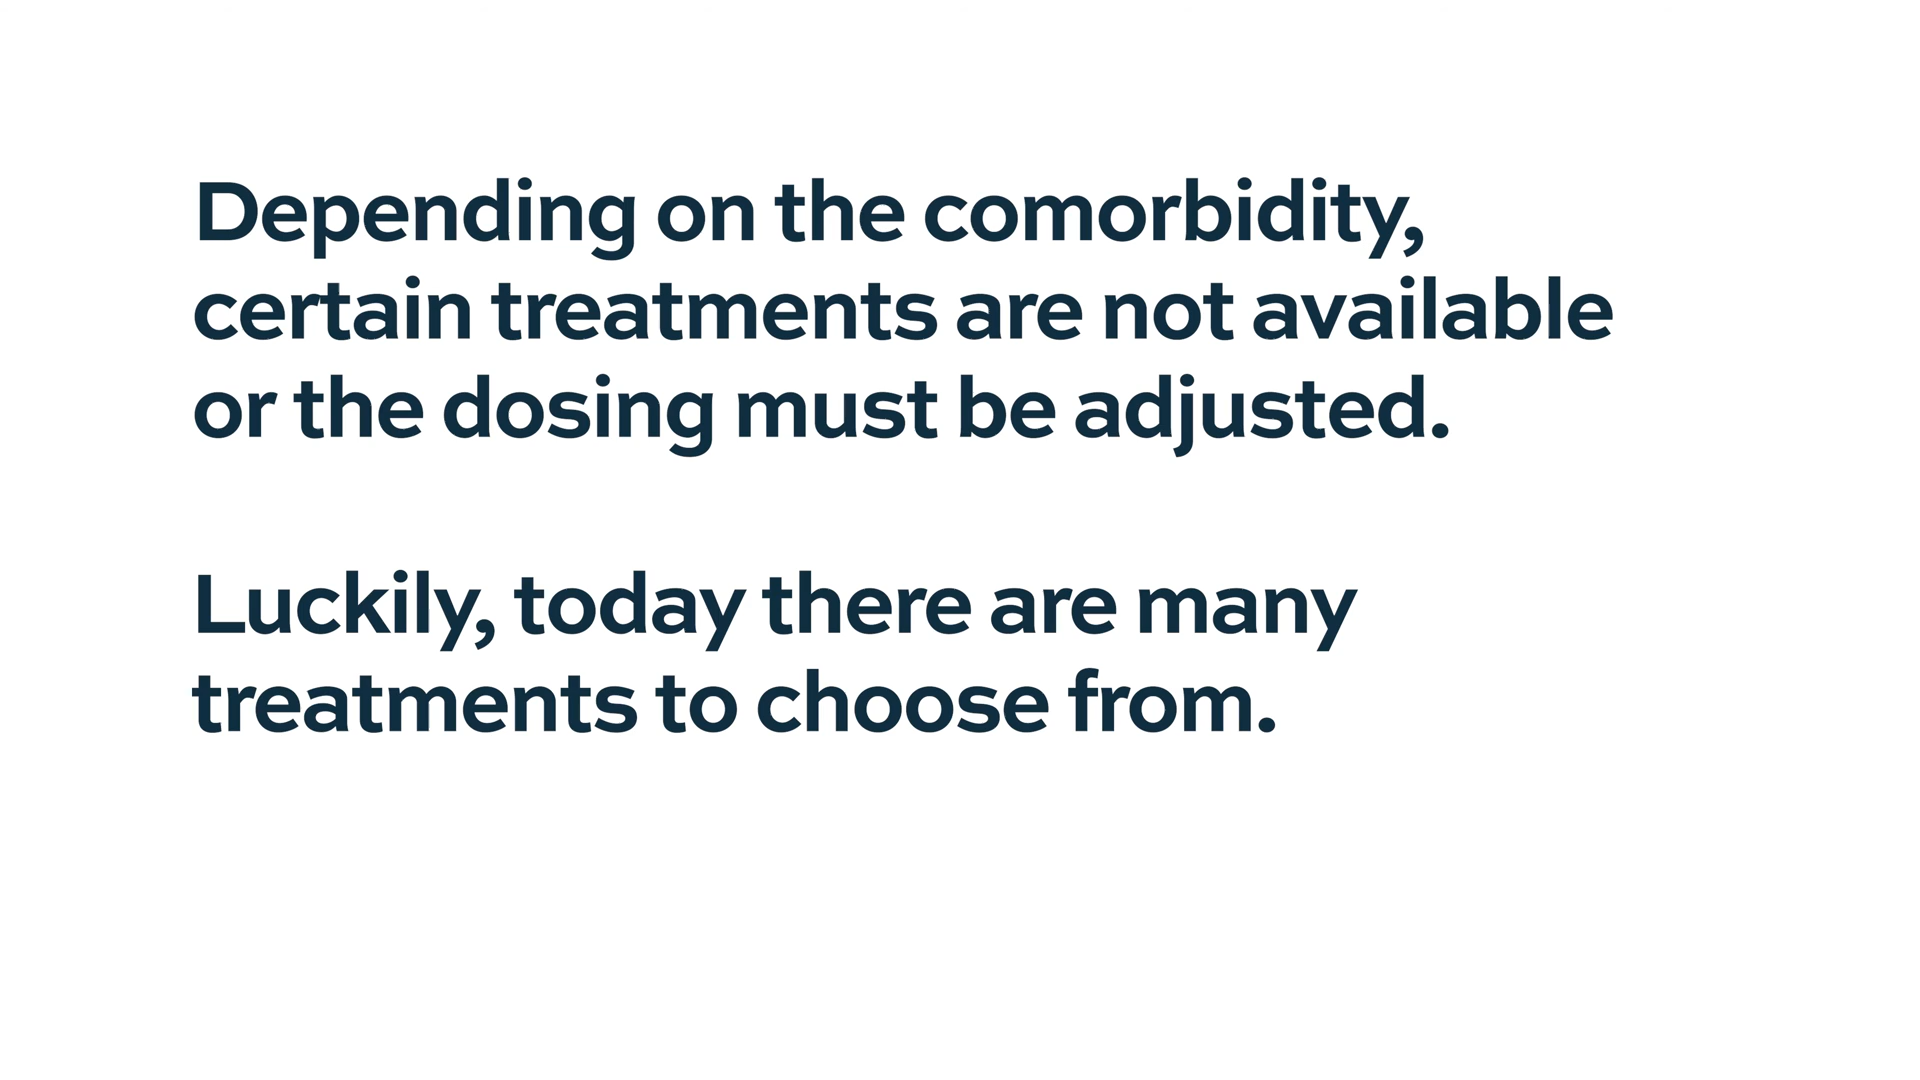 Depending on the comorbidity,
certain treatments are not available
or the dosing must be adjusted.
Luckily, today there are many
treatments to choose from.